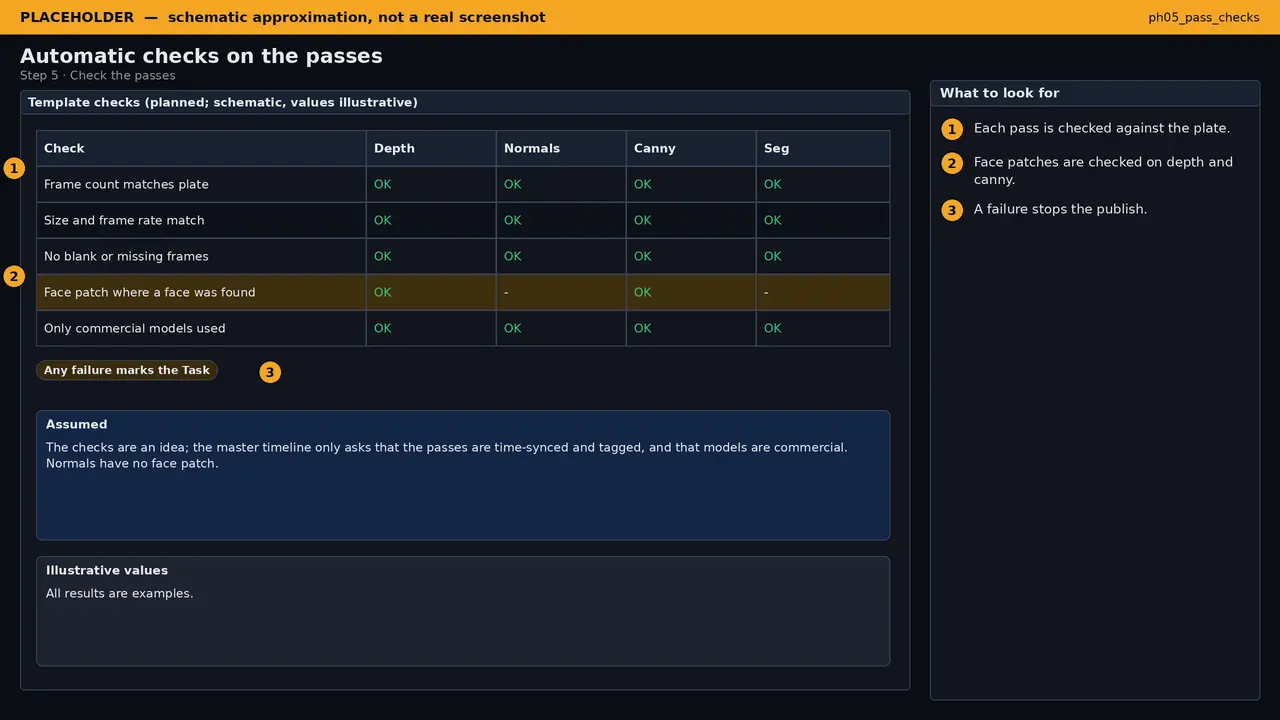 PLACEHOLDER — schematic approximation, not a real screenshot
ph05_pass_checks
Automatic checks on the passes
Step 5 · Check the passes
Template checks (planned; schematic, values illustrative)
Check Depth Normals Canny Seg
1
Frame count matches plate OK OK OK OK
Size and frame rate match OK OK OK OK
No blank or missing frames OK OK OK OK
2
Face patch where a face was found OK - OK -
Only commercial models used OK OK OK OK
Any failure marks the Task 3
Assumed
The checks are an idea; the master timeline only asks that the passes are time-synced and tagged, and that models are commercial.
Normals have no face patch.
Illustrative values
All results are examples.
What to look for
1 Each pass is checked against the plate.
2 Face patches are checked on depth and
canny.
3 A failure stops the publish.